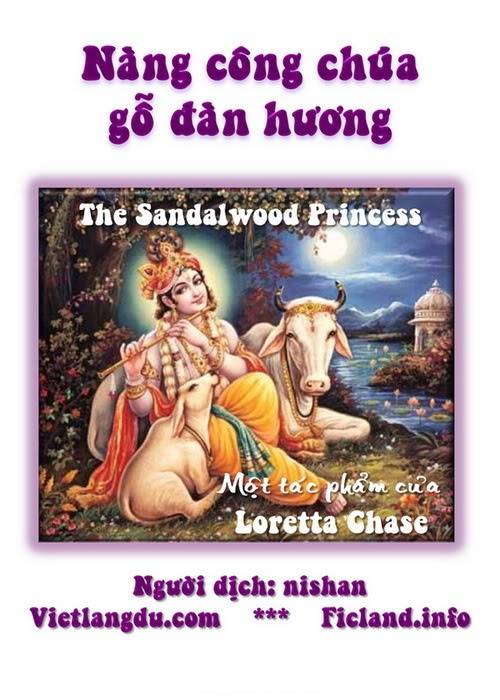 Nàng công chúa
gỗ đàn hương
The Sandalwood Princess
Một tác phẩm của
Loretta Chase
Người dịch: nishan
Vietlangdu.com *** Ficland.info